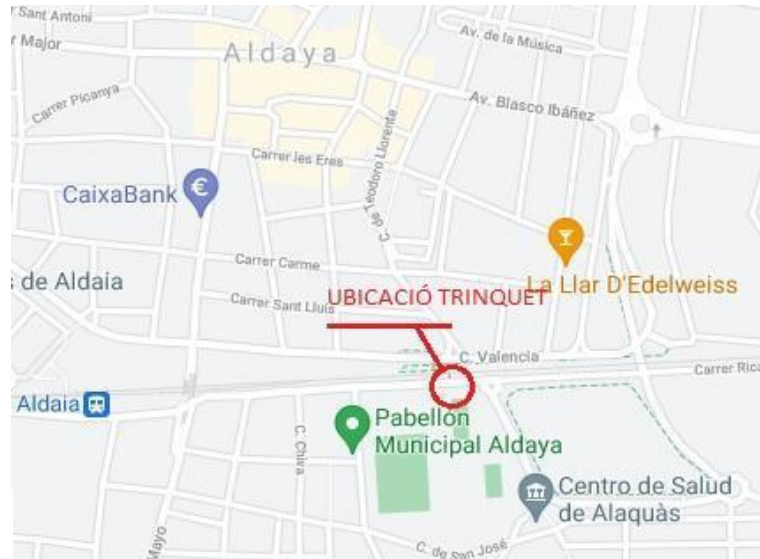 r Sant Antoni
er Major
Aldaya
Av. de la Música
Carrer Picanya
Av. Blasco Ibáñez
C. de Teodoro Llorente
Carrer les Eres
CaixaBank
Carrer Carme
s de Aldaia
La Llar D'Edelweiss
UBICACIÓ TRINQUET
Carrer Sant Lluís
C. Valencia
Carrer Rica
Aldaia
Pabellón
Municipal Aldaya
C. Chiva
Centro de Salud
de Alaquàs
Mayo
C. de San José